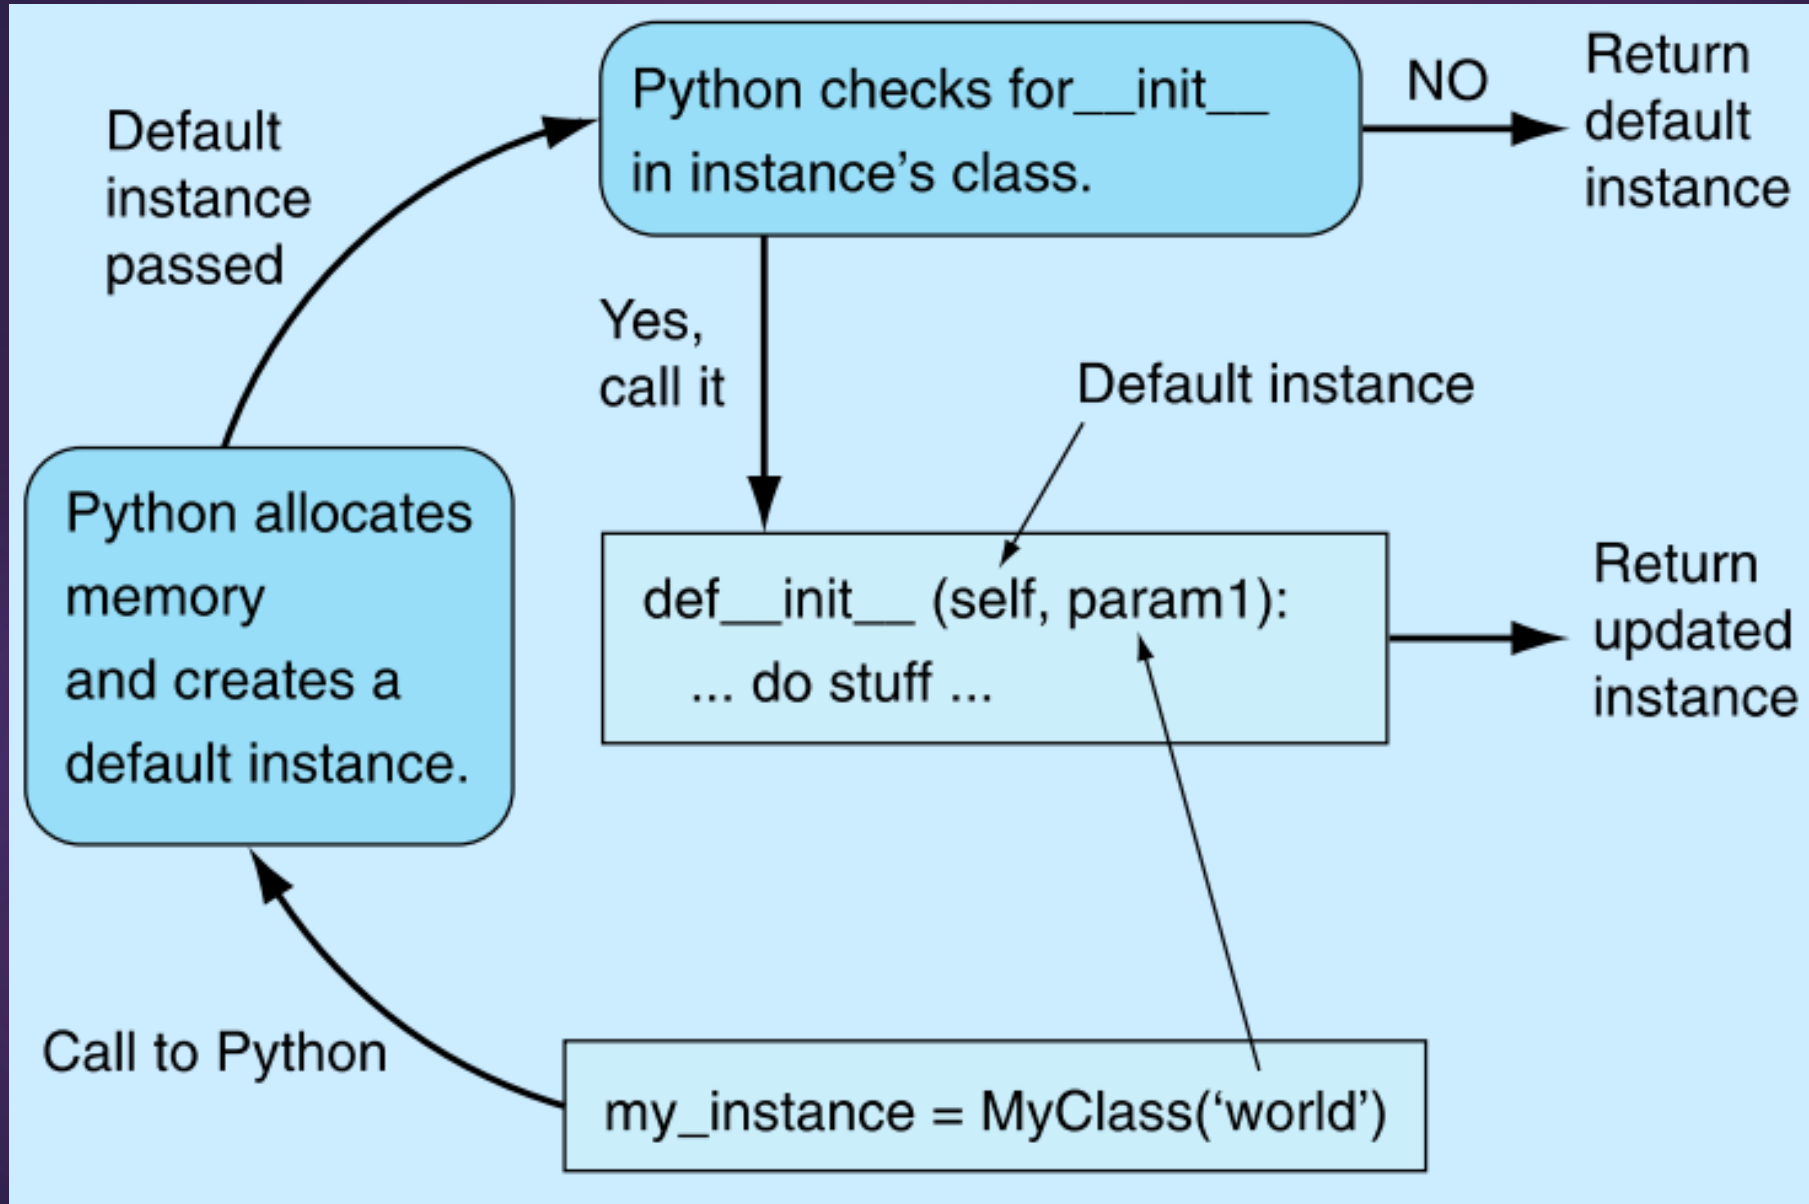 Python checks for__init__
in instance's class.
NO
Return
default
instance
Default
instance
passed
Yes,
call it
Default instance
Python allocates
memory
and creates a
default instance.
def__init__ (self, param1):
... do stuff ...
Return
updated
instance
Call to Python
my_instance = MyClass(‘world’)